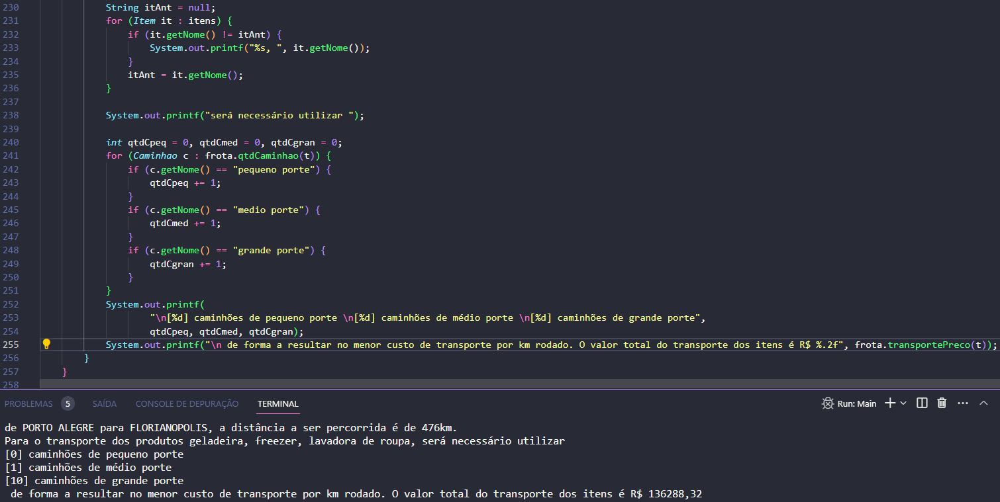 230 String itAnt = null;
231 for (Item it : itens) {
232 if (it.getNome() != itAnt) {
233 System.out.printf("%s, ", it.getNome());
234 }
235 itAnt = it.getNome();
236 }
237
238 System.out.printf("será necessário utilizar ");
239
240 int qtdCpeq = 0, qtdCmed = 0, qtdCgran = 0;
241 for (Caminhao c : frota.qtdCaminhao(t)) {
242 if (c.getNome() == "pequeno porte") {
243 qtdCpeq += 1;
244 }
245 if (c.getNome() == "medio porte") {
246 qtdCmed += 1;
247 }
248 if (c.getNome() == "grande porte") {
249 qtdCgran += 1;
250 }
251 }
252 System.out.printf(
253 "\n[%d] caminhões de pequeno porte \n[%d] caminhões de médio porte \n[%d] caminhões de grande porte",
254 qtdCpeq, qtdCmed, qtdCgran);
255 System.out.printf("\n de forma a resultar no menor custo de transporte por km rodado. O valor total do transporte dos itens é R$ %.2f", frota.transportePreco(t));
256 }
257 }
258
PROBLEMAS 5 SAÍDA CONSOLE DE DEPURAÇÃO TERMINAL Run: Main
de PORTO ALEGRE para FLORIANOPOLIS, a distância a ser percorrida é de 476km.
Para o transporte dos produtos geladeira, freezer, lavadora de roupa, será necessário utilizar
[0] caminhões de pequeno porte
[1] caminhões de médio porte
[10] caminhões de grande porte
de forma a resultar no menor custo de transporte por km rodado. O valor total do transporte dos itens é R$ 136288,32